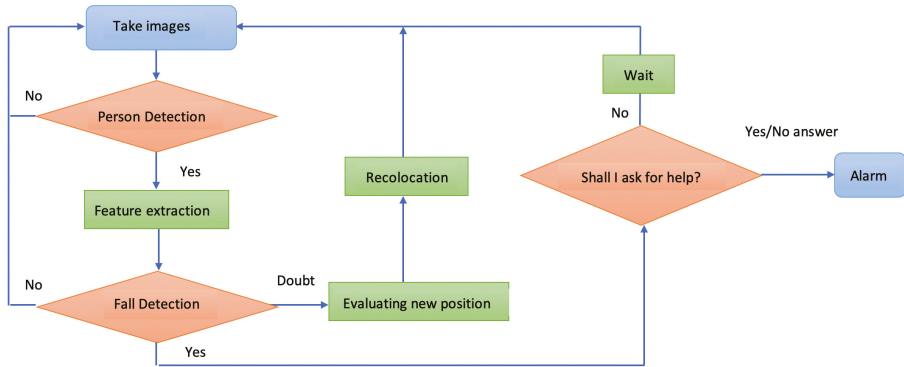 Take images
No
Person Detection
Yes
Feature extraction
No
Fall Detection
Doubt
Yes
Evaluating new position
Recolocation
Wait
No
Shall I ask for help?
Yes/No answer
Alarm